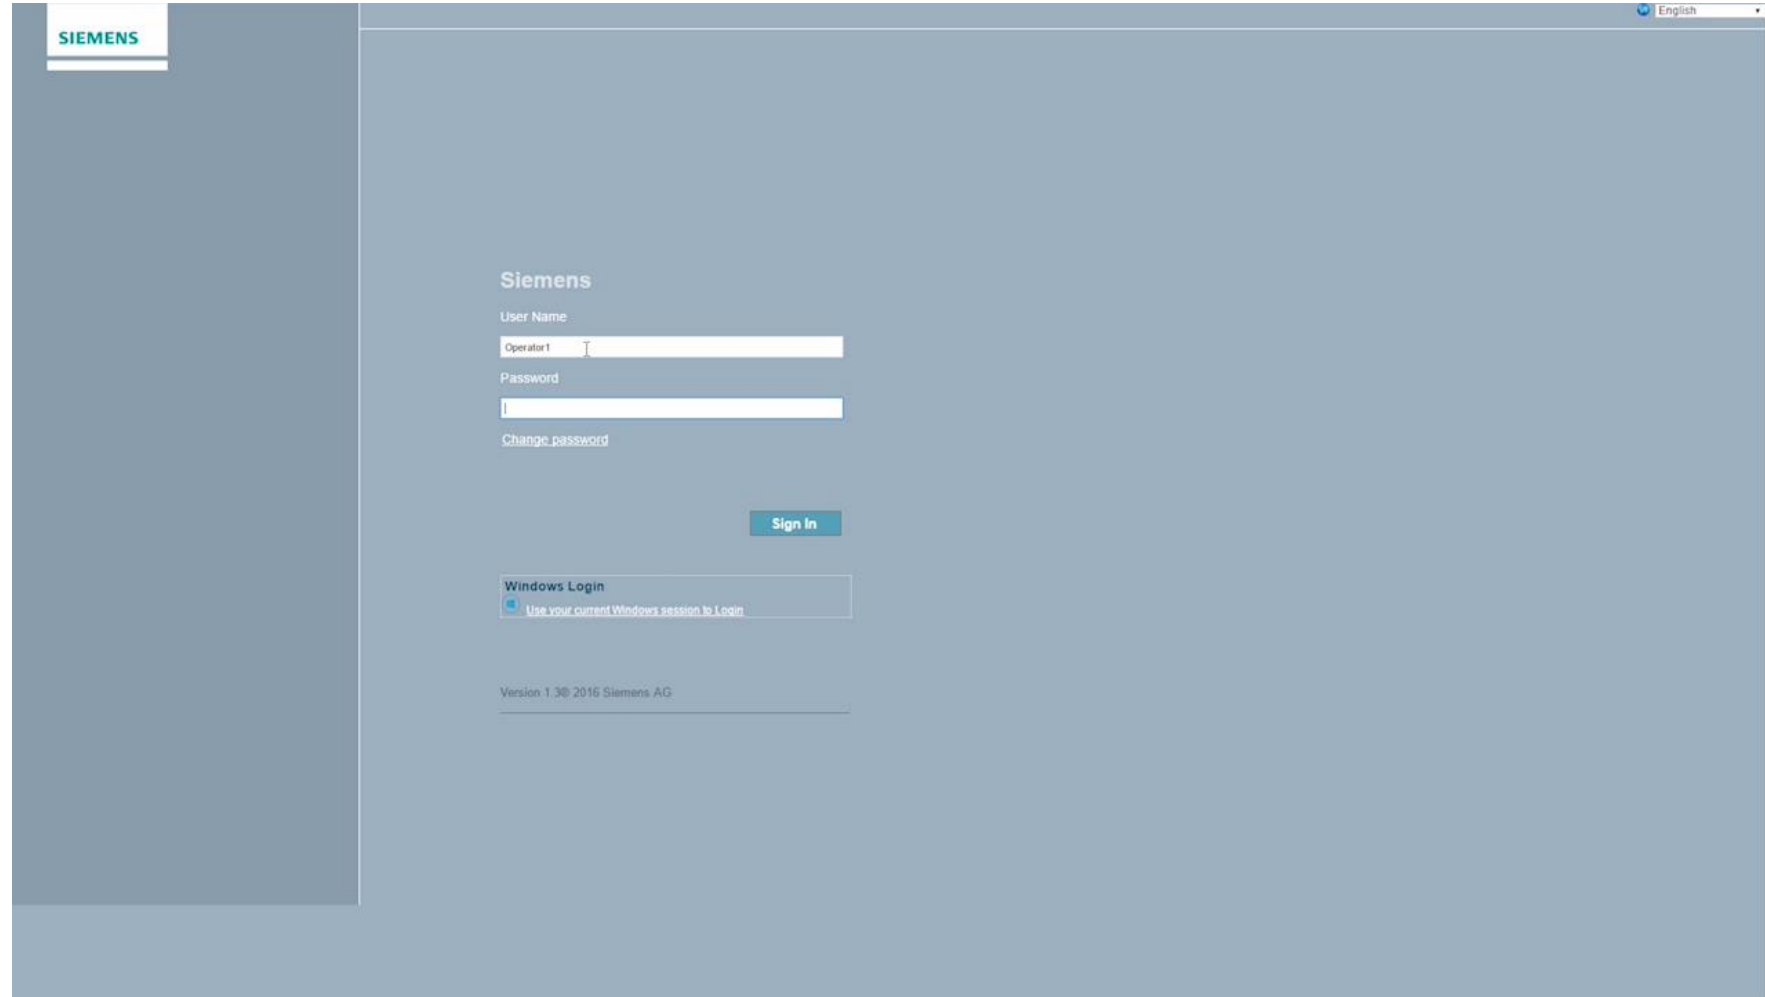 SIEMENS
English
Siemens
User Name
Operator1
Password
Change password
Sign In
Windows Login
Use your current Windows session to Login
Version 1.3® 2016 Siemens AG